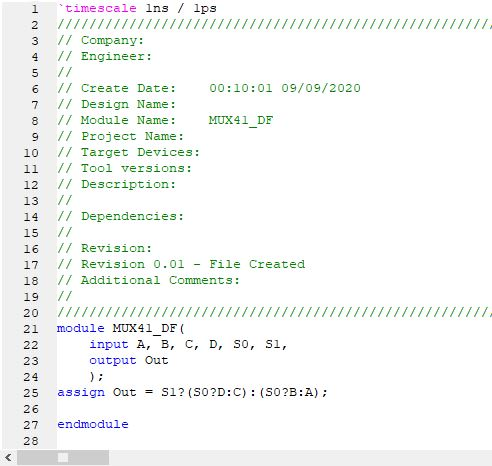 1 `timescale 1ns / 1ps
2 //////////////////////////////////////////////////////
3 // Company:
4 // Engineer:
5 //
6 // Create Date:    00:10:01 09/09/2020
7 // Design Name:
8 // Module Name:    MUX41_DF
9 // Project Name:
10 // Target Devices:
11 // Tool versions:
12 // Description:
13 //
14 // Dependencies:
15 //
16 // Revision:
17 // Revision 0.01 - File Created
18 // Additional Comments:
19 //
20 //////////////////////////////////////////////////////
21 module MUX41_DF(
22     input A, B, C, D, S0, S1,
23     output Out
24     );
25 assign Out = S1?(S0?D:C):(S0?B:A);
26
27 endmodule
28